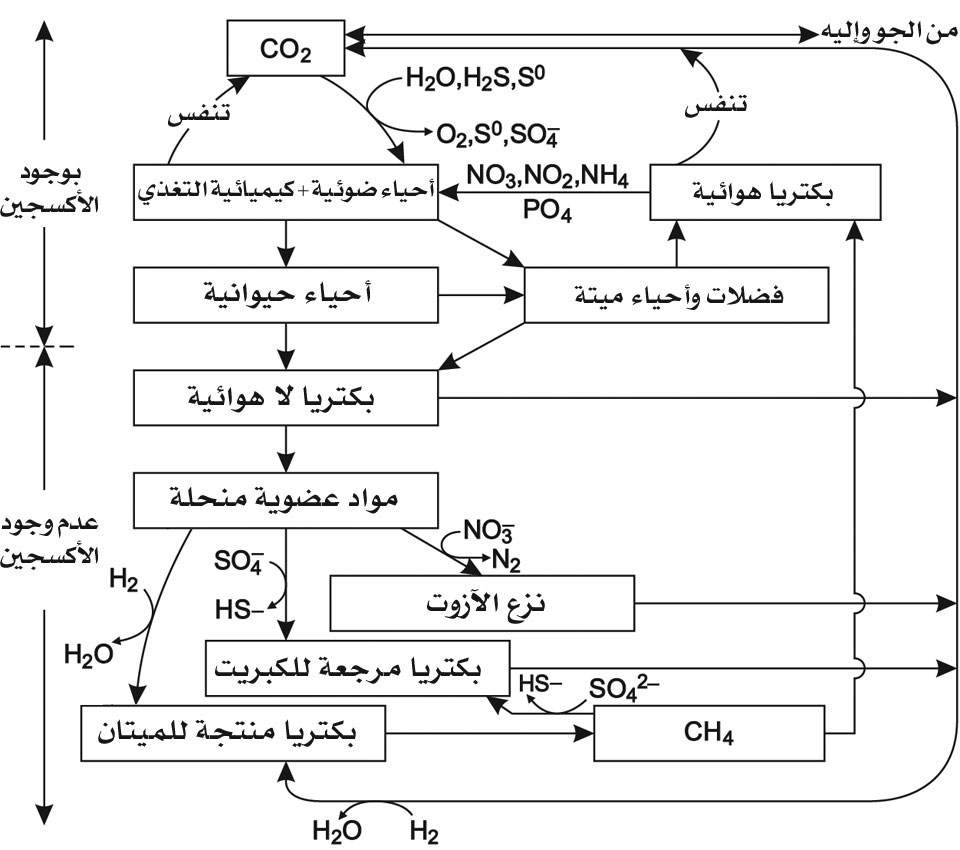 من الجو وإليه
CO2
H2O,H2S,S0
تنفس
تنفس
O2,S0,SO4–
بوجود
الأكسجين
أحياء ضوئية + كيميائية التغذي
NO3,NO2,NH4
PO4
بكتريا هوائية
أحياء حيوانية
فضلات وأحياء ميتة
بكتريا لا هوائية
مواد عضوية منحلة
عدم وجود
الأكسجين
NO3–
N2
SO4–
HS–
H2
H2O
نزع الآزوت
بكتريا مرجعة للكبريت
HS–
SO42–
بكتريا منتجة للميتان
CH4
H2O
H2